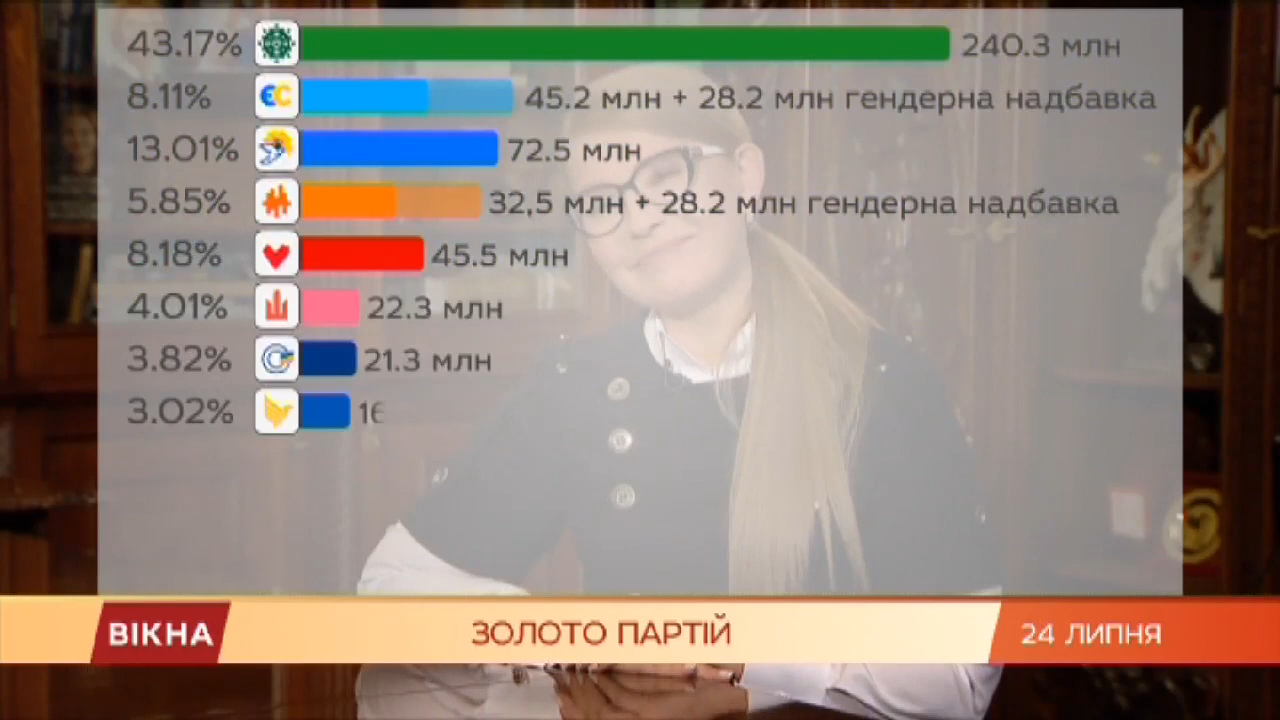 43.17% 240.3 млн
8.11% ЄС 45.2 млн + 28.2 млн гендерна надбавка
13.01% 72.5 млн
5.85% 32,5 млн + 28.2 млн гендерна надбавка
8.18% 45.5 млн
4.01% 22.3 млн
3.82% 21.3 млн
3.02%
ВІКНА ЗОЛОТО ПАРТІЙ 24 ЛИПНЯ